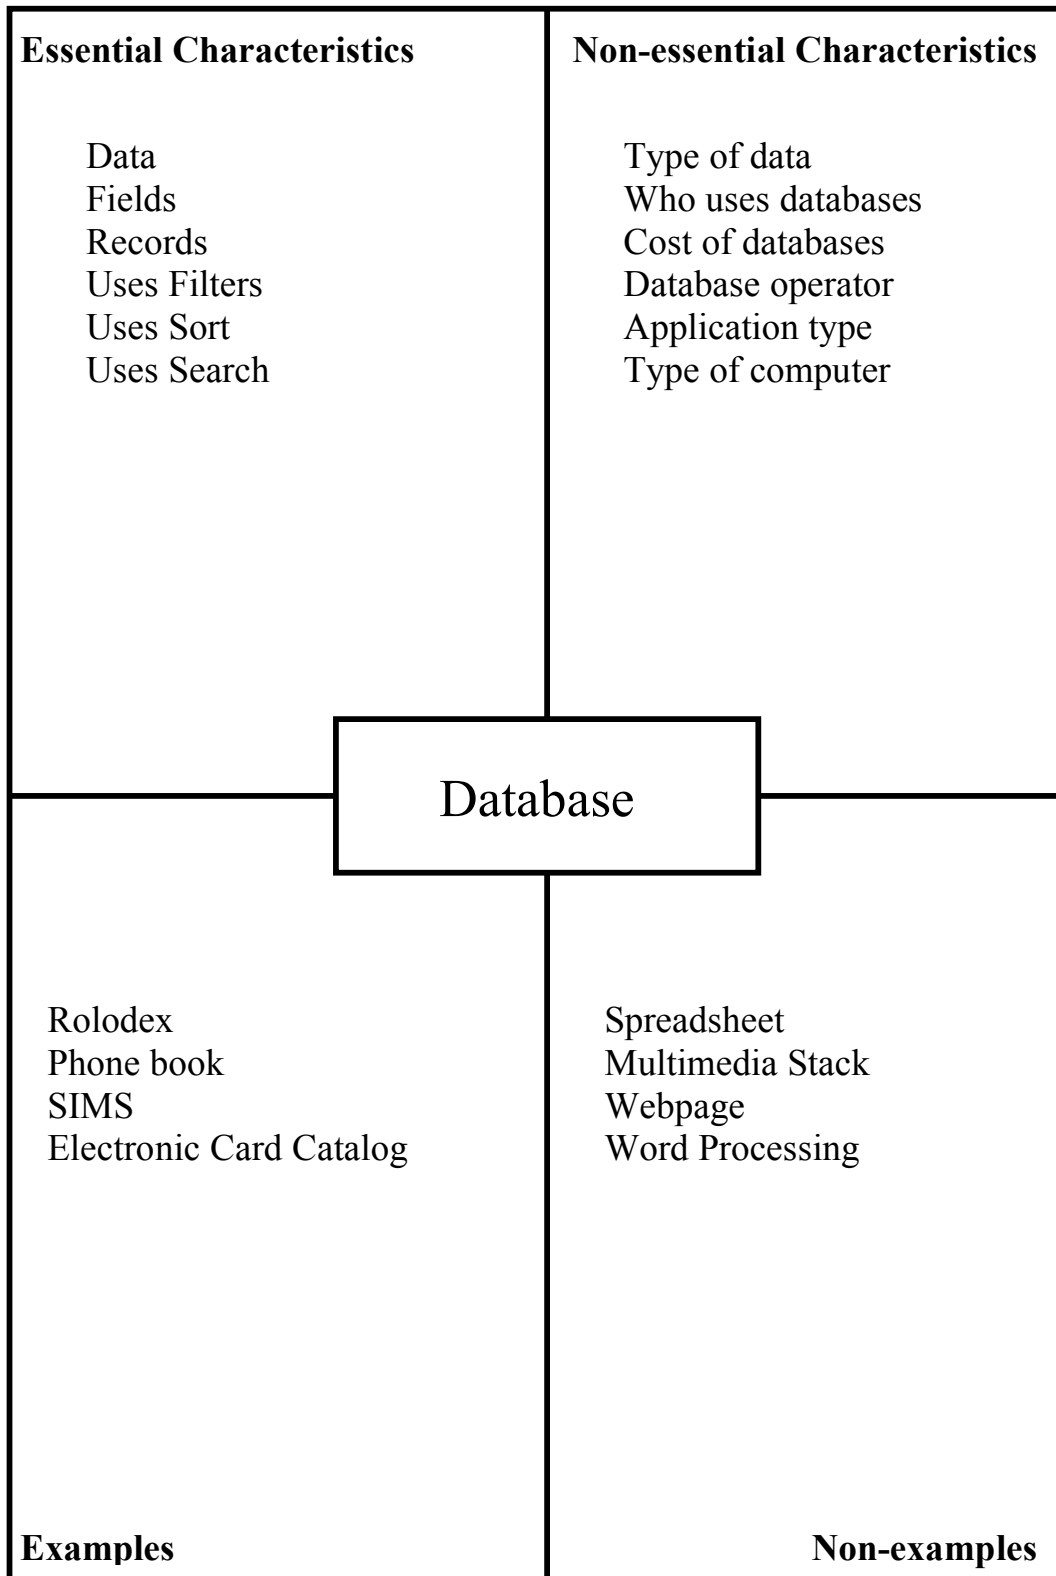 Essential Characteristics
Data
Fields
Records
Uses Filters
Uses Sort
Uses Search
Non-essential Characteristics
Type of data
Who uses databases
Cost of databases
Database operator
Application type
Type of computer
Database
Rolodex
Phone book
SIMS
Electronic Card Catalog
Examples
Spreadsheet
Multimedia Stack
Webpage
Word Processing
Non-examples